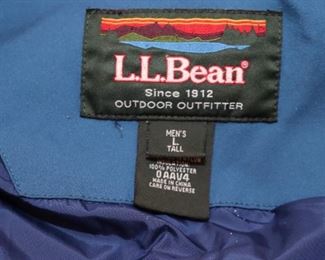 L.L.Bean®
Since 1912
OUTDOOR OUTFITTER
MEN'S
L
TALL
100% POLYESTER
0AAV4
MADE IN CHINA
CARE ON REVERSE